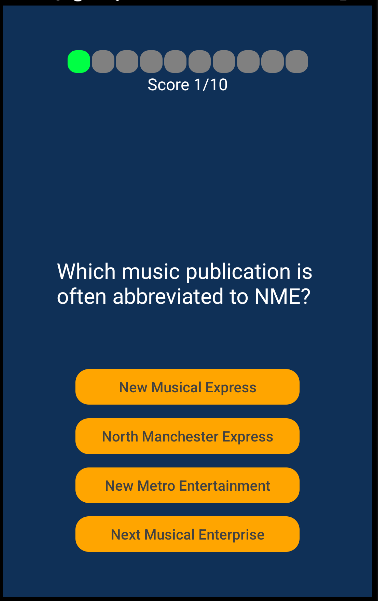 Score 1/10
Which music publication is
often abbreviated to NME?
New Musical Express
North Manchester Express
New Metro Entertainment
Next Musical Enterprise